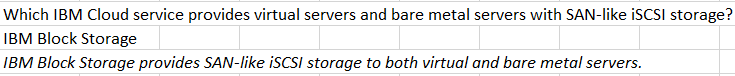 Which IBM Cloud service provides virtual servers and bare metal servers with SAN-like iSCSI storage?
IBM Block Storage
IBM Block Storage provides SAN-like iSCSI storage to both virtual and bare metal servers.